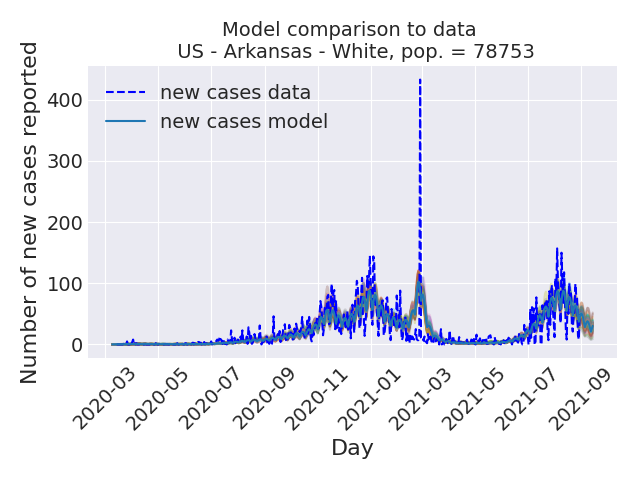 Model comparison to data
US - Arkansas - White, pop. = 78753
Number of new cases reported
400
300
200
100
0
new cases data
new cases model
2020-03
2020-05
2020-07
2020-09
2020-11
2021-01
2021-03
2021-05
2021-07
2021-09
Day